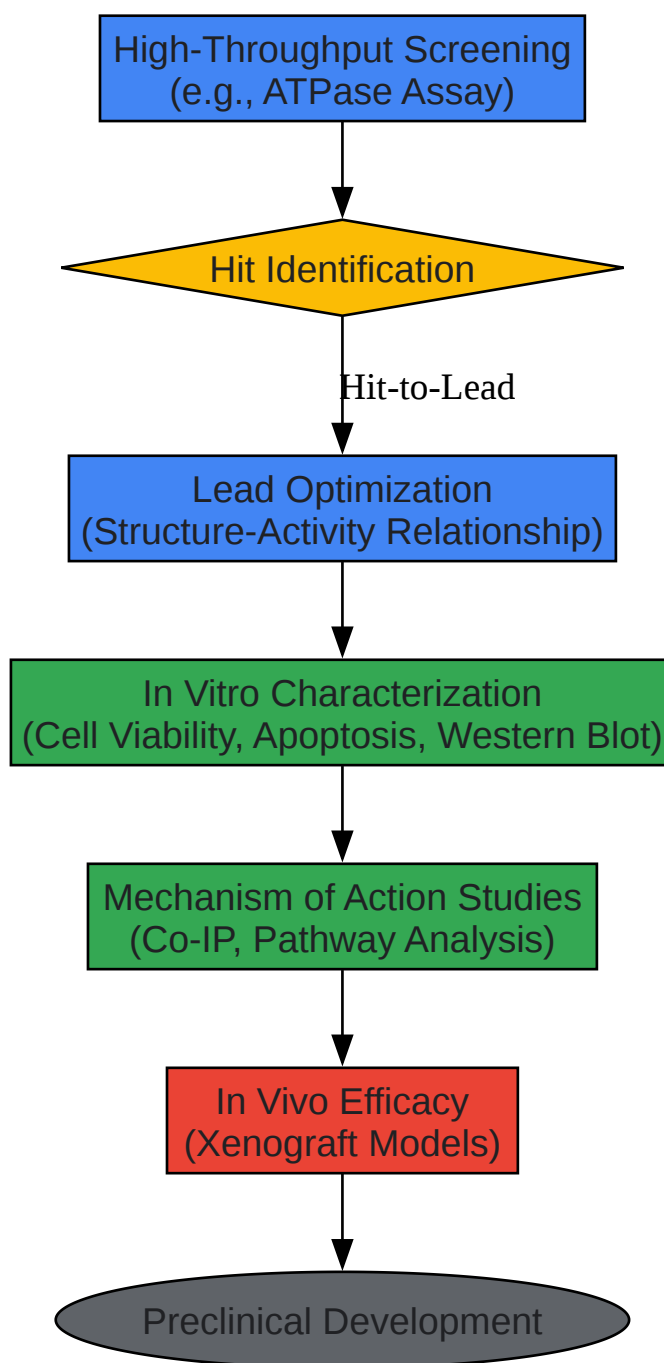 High-Throughput Screening
(e.g., ATPase Assay)
Hit Identification
Hit-to-Lead
Lead Optimization
(Structure-Activity Relationship)
In Vitro Characterization
(Cell Viability, Apoptosis, Western Blot)
Mechanism of Action Studies
(Co-IP, Pathway Analysis)
In Vivo Efficacy
(Xenograft Models)
Preclinical Development